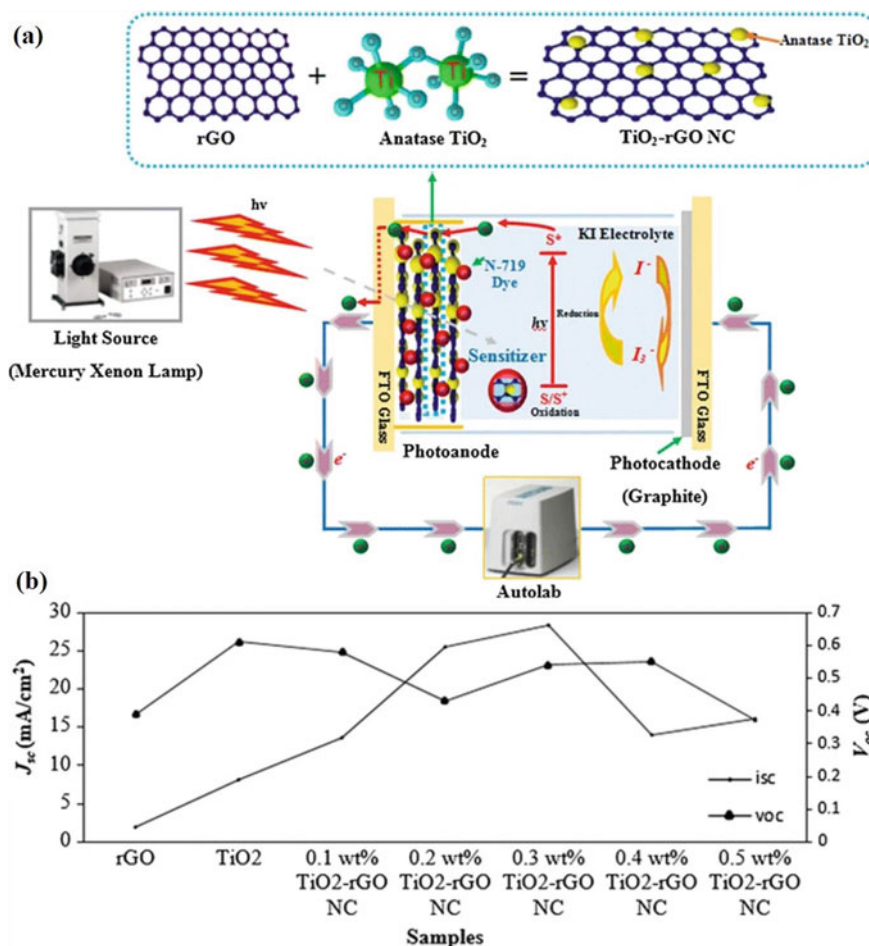 (a)
Ti
Ti
Anatase TiO2
+
=
rGO
Anatase TiO2
TiO2-rGO NC
hv
S*
KI Electrolyte
N-719
Dye
I-
hv
Reduction
Light Source
(Mercury Xenon Lamp)
Sensitizer
I3-
FTO Glass
S/S+
Oxidation
FTO Glass
Photoanode
Photocathode
(Graphite)
e-
e-
Autolab
(b)
30
25
20
15
10
5
0
Jsc (mA/cm2)
0.7
0.6
0.5
0.4
0.3
0.2
0.1
0
Voc (V)
isc
voc
rGO
TiO2
0.1 wt%
TiO2-rGO
NC
0.2 wt%
TiO2-rGO
NC
0.3 wt%
TiO2-rGO
NC
0.4 wt%
TiO2-rGO
NC
0.5 wt%
TiO2-rGO
NC
Samples